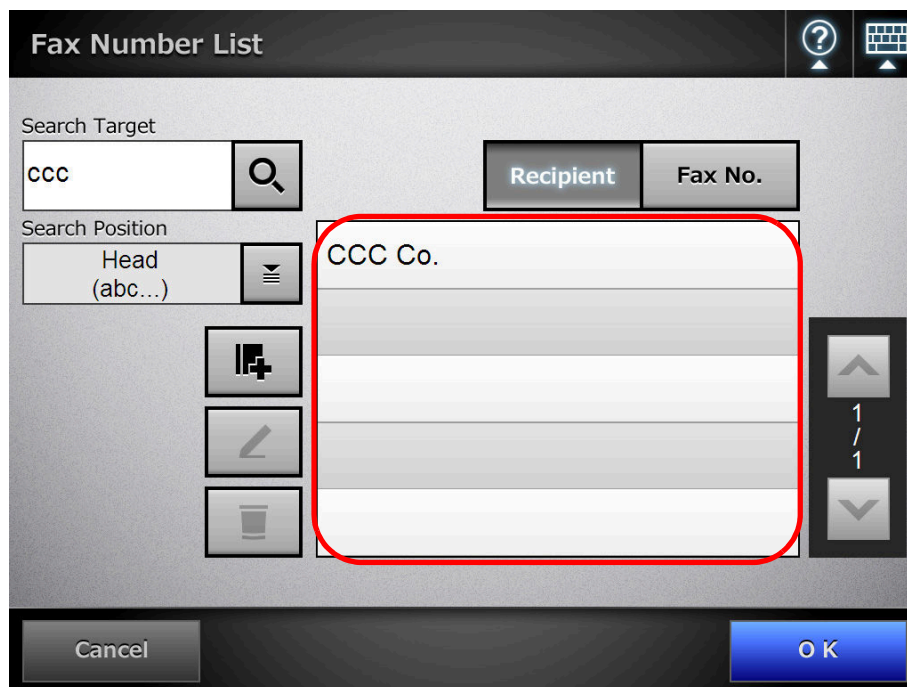 Fax Number List
?
Search Target
ccc
Recipient
Fax No.
Search Position
Head
(abc...)
CCC Co.
1
/
1
Cancel
OK